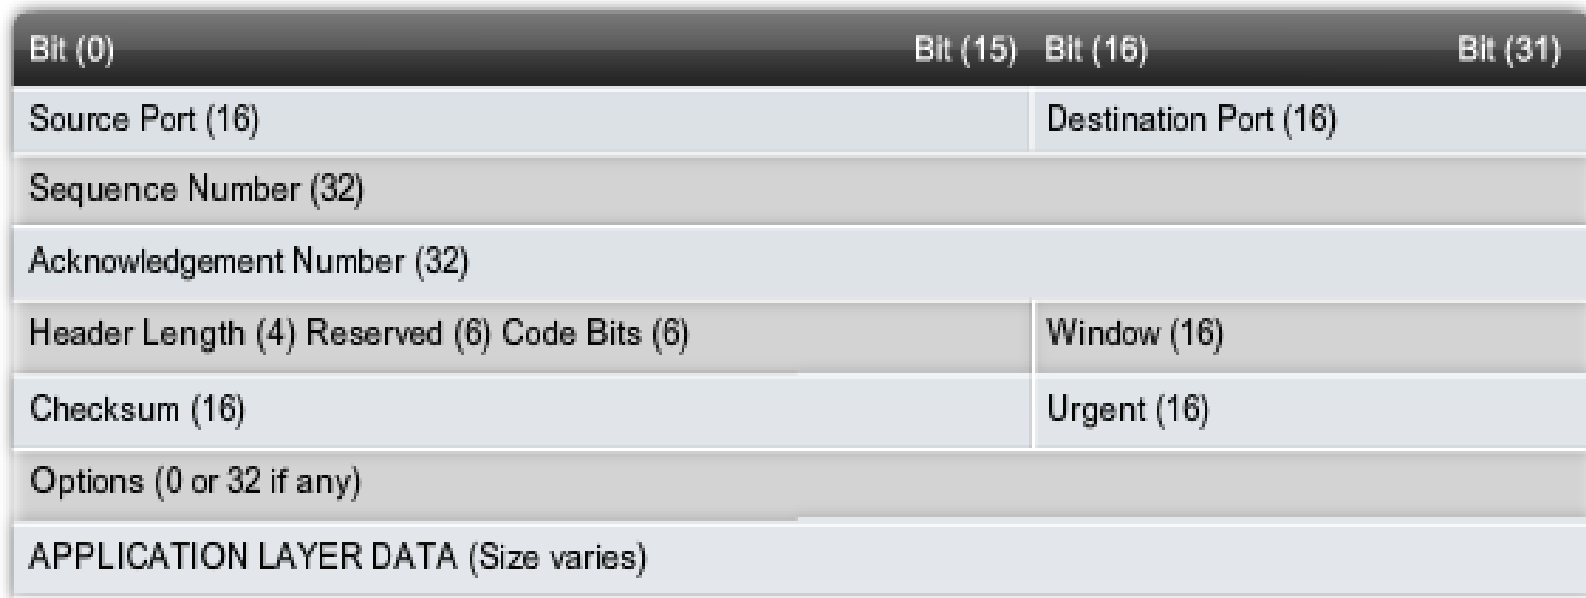 Bit (0) Bit (15) Bit (16) Bit (31)
Source Port (16) Destination Port (16)
Sequence Number (32)
Acknowledgement Number (32)
Header Length (4) Reserved (6) Code Bits (6) Window (16)
Checksum (16) Urgent (16)
Options (0 or 32 if any)
APPLICATION LAYER DATA (Size varies)